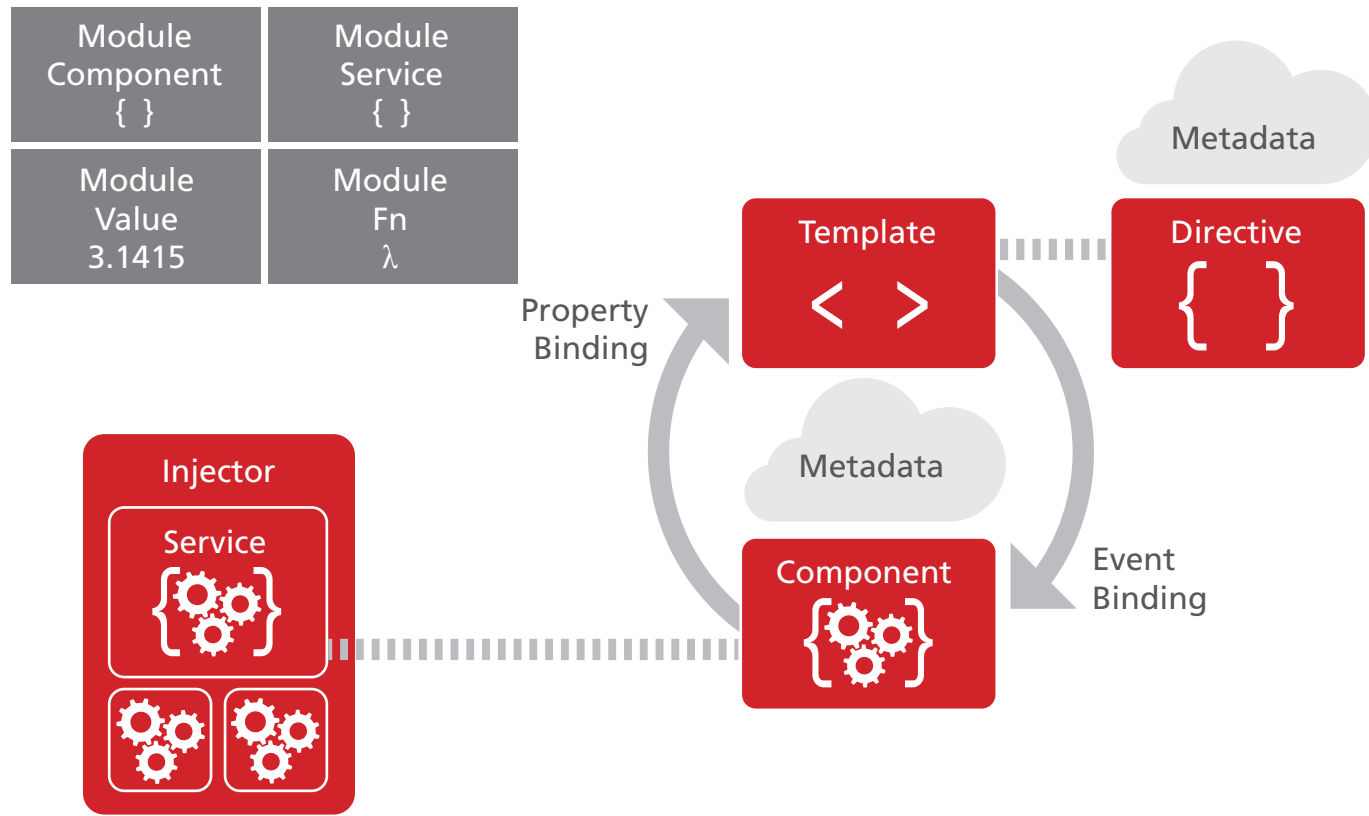 Module
Component
{ }
Module
Service
{ }
Module
Value
3.1415
Module
Fn
λ
Metadata
Template
< >
Directive
{ }
Property
Binding
Metadata
Injector
Service
{ }
Component
{ }
Event
Binding